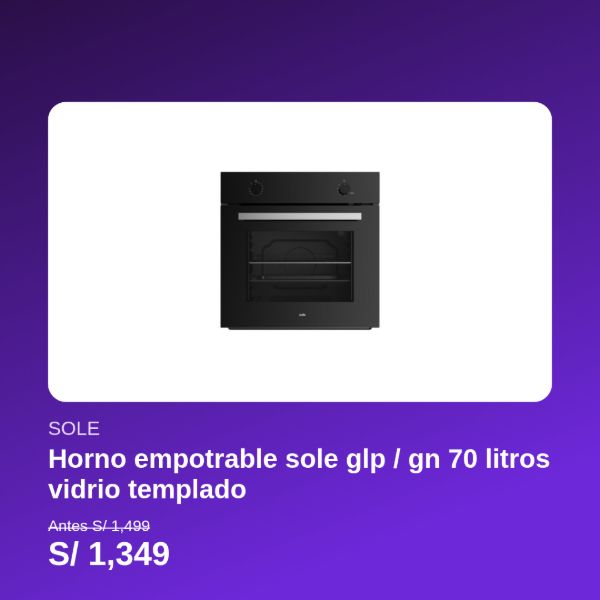 SOLE
Horno empotrable sole glp / gn 70 litros
vidrio templado
Antes S/ 1,499
S/ 1,349